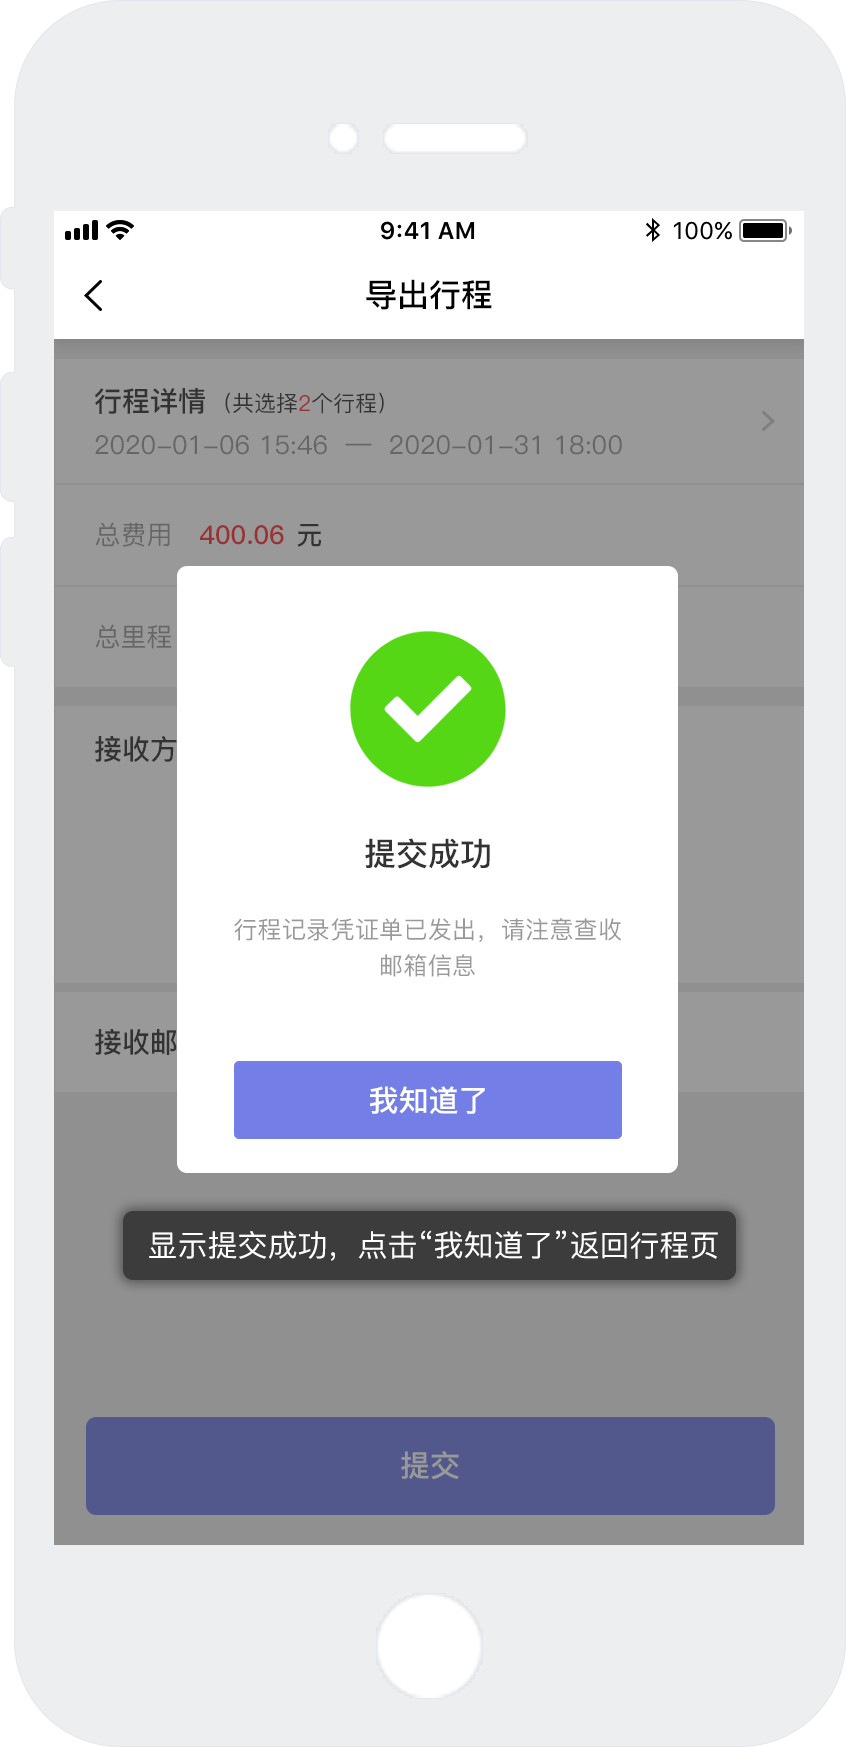 9:41 AM 100%
导出行程
行程详情（共选择2个行程）
2020-01-06 15:46 — 2020-01-31 18:00
总费用 400.06 元
总里程
接收方
提交成功
行程记录凭证单已发出，请注意查收
邮箱信息
接收邮
我知道了
显示提交成功，点击“我知道了”返回行程页
提交